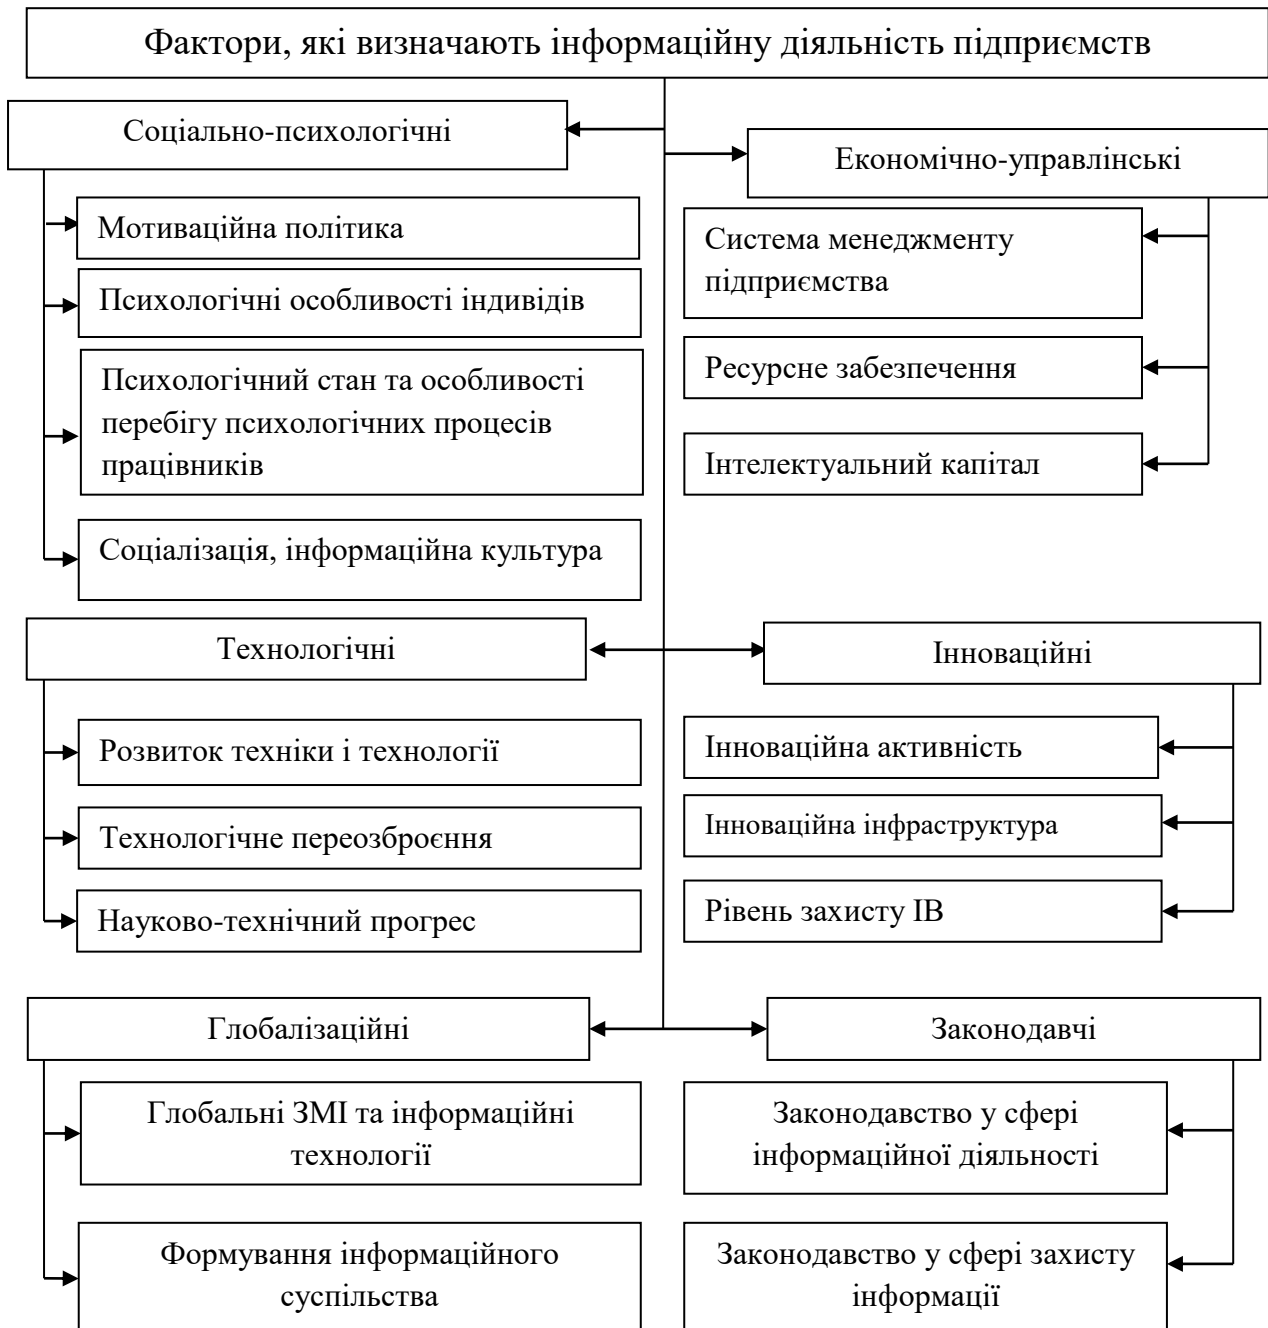 Фактори, які визначають інформаційну діяльність підприємств
Соціально-психологічні
Мотиваційна політика
Психологічні особливості індивідів
Психологічний стан та особливості
перебігу психологічних процесів
працівників
Соціалізація, інформаційна культура
Економічно-управлінські
Система менеджменту
підприємства
Ресурсне забезпечення
Інтелектуальний капітал
Технологічні
Розвиток техніки і технології
Технологічне переозброєння
Науково-технічний прогрес
Інноваційні
Інноваційна активність
Інноваційна інфраструктура
Рівень захисту ІВ
Глобалізаційні
Глобальні ЗМІ та інформаційні
технології
Формування інформаційного
суспільства
Законодавчі
Законодавство у сфері
інформаційної діяльності
Законодавство у сфері захисту
інформації